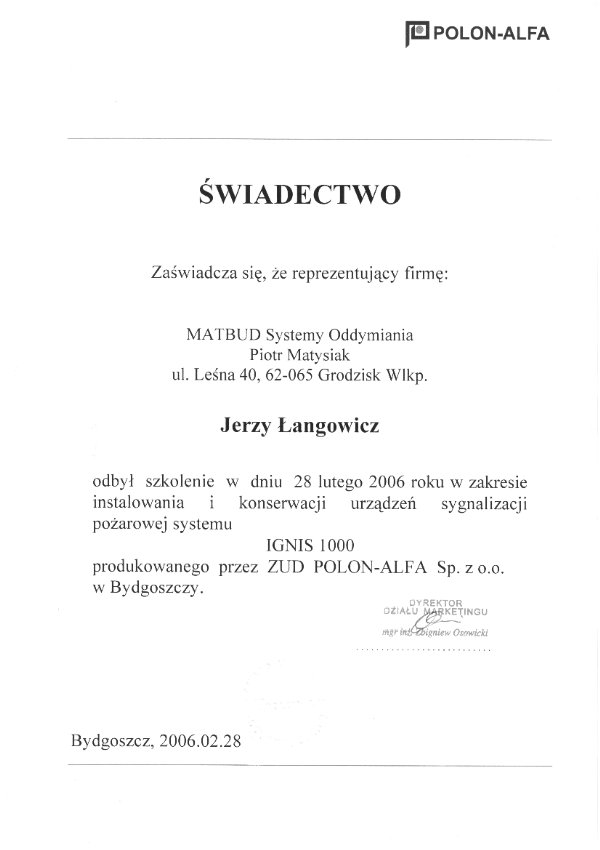 POLON-ALFA
ŚWIADECTWO
Zaświadcza się, że reprezentujący firmę:
MATBUD Systemy Oddymiania
Piotr Matysiak
ul. Leśna 40, 62-065 Grodzisk Wlkp.
Jerzy Łangowicz
odbył szkolenie w dniu 28 lutego 2006 roku w zakresie
instalowania i konserwacji urządzeń sygnalizacji
pożarowej systemu
IGNIS 1000
produkowanego przez ZUD POLON-ALFA Sp. z o.o.
w Bydgoszczy.
DYREKTOR
DZIAŁU MARKETINGU
mgr inż. Zbigniew Osowicki
Bydgoszcz, 2006.02.28